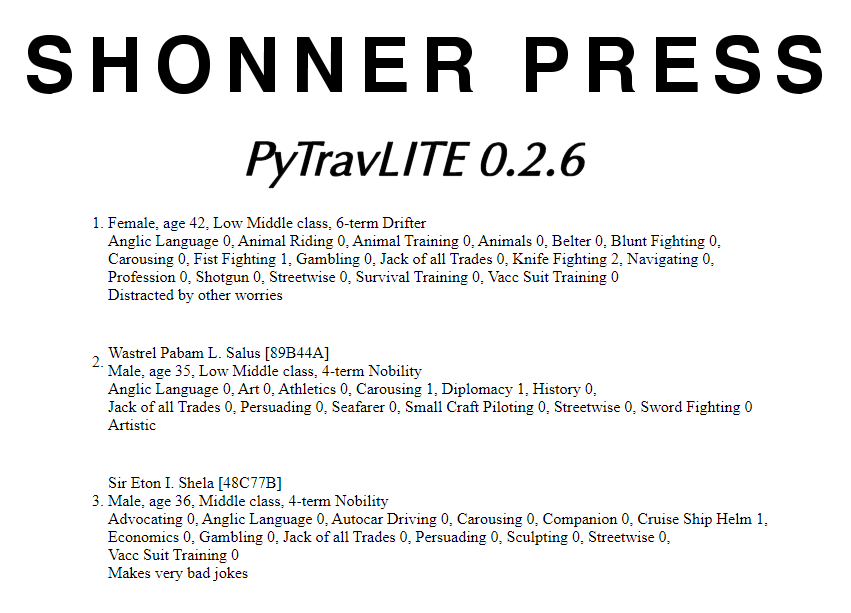 SHONNER PRESS
PyTravLITE 0.2.6
1. Female, age 42, Low Middle class, 6-term Drifter
Anglic Language 0, Animal Riding 0, Animal Training 0, Animals 0, Belter 0, Blunt Fighting 0,
Carousing 0, Fist Fighting 1, Gambling 0, Jack of all Trades 0, Knife Fighting 2, Navigating 0,
Profession 0, Shotgun 0, Streetwise 0, Survival Training 0, Vacc Suit Training 0
Distracted by other worries
Wastrel Pabam L. Salus [89B44A]
2. Male, age 35, Low Middle class, 4-term Nobility
Anglic Language 0, Art 0, Athletics 0, Carousing 1, Diplomacy 1, History 0,
Jack of all Trades 0, Persuading 0, Seafarer 0, Small Craft Piloting 0, Streetwise 0, Sword Fighting 0
Artistic
Sir Eton I. Shela [48C77B]
3. Male, age 36, Middle class, 4-term Nobility
Advocating 0, Anglic Language 0, Autocar Driving 0, Carousing 0, Companion 0, Cruise Ship Helm 1,
Economics 0, Gambling 0, Jack of all Trades 0, Persuading 0, Sculpting 0, Streetwise 0,
Vacc Suit Training 0
Makes very bad jokes